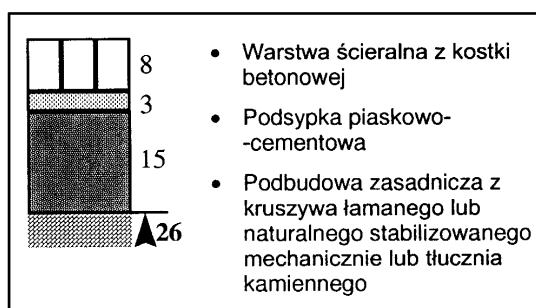 8
3
15
26
• Warstwa ścieralna z kostki
betonowej
• Podsypka piaskowo-
-cementowa
• Podbudowa zasadnicza z
kruszywa łamanego lub
naturalnego stabilizowanego
mechanicznie lub tłucznia
kamiennego